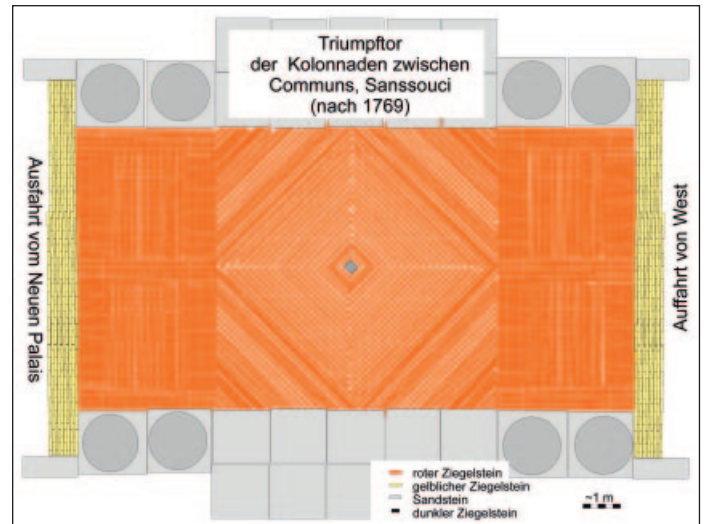 Triumpftor
der Kolonnaden zwischen
Communs, Sanssouci
(nach 1769)
Ausfahrt vom Neuen Palais
Auffahrt von West
roter Ziegelstein
gelblicher Ziegelstein
Sandstein
dunkler Ziegelstein
~1 m